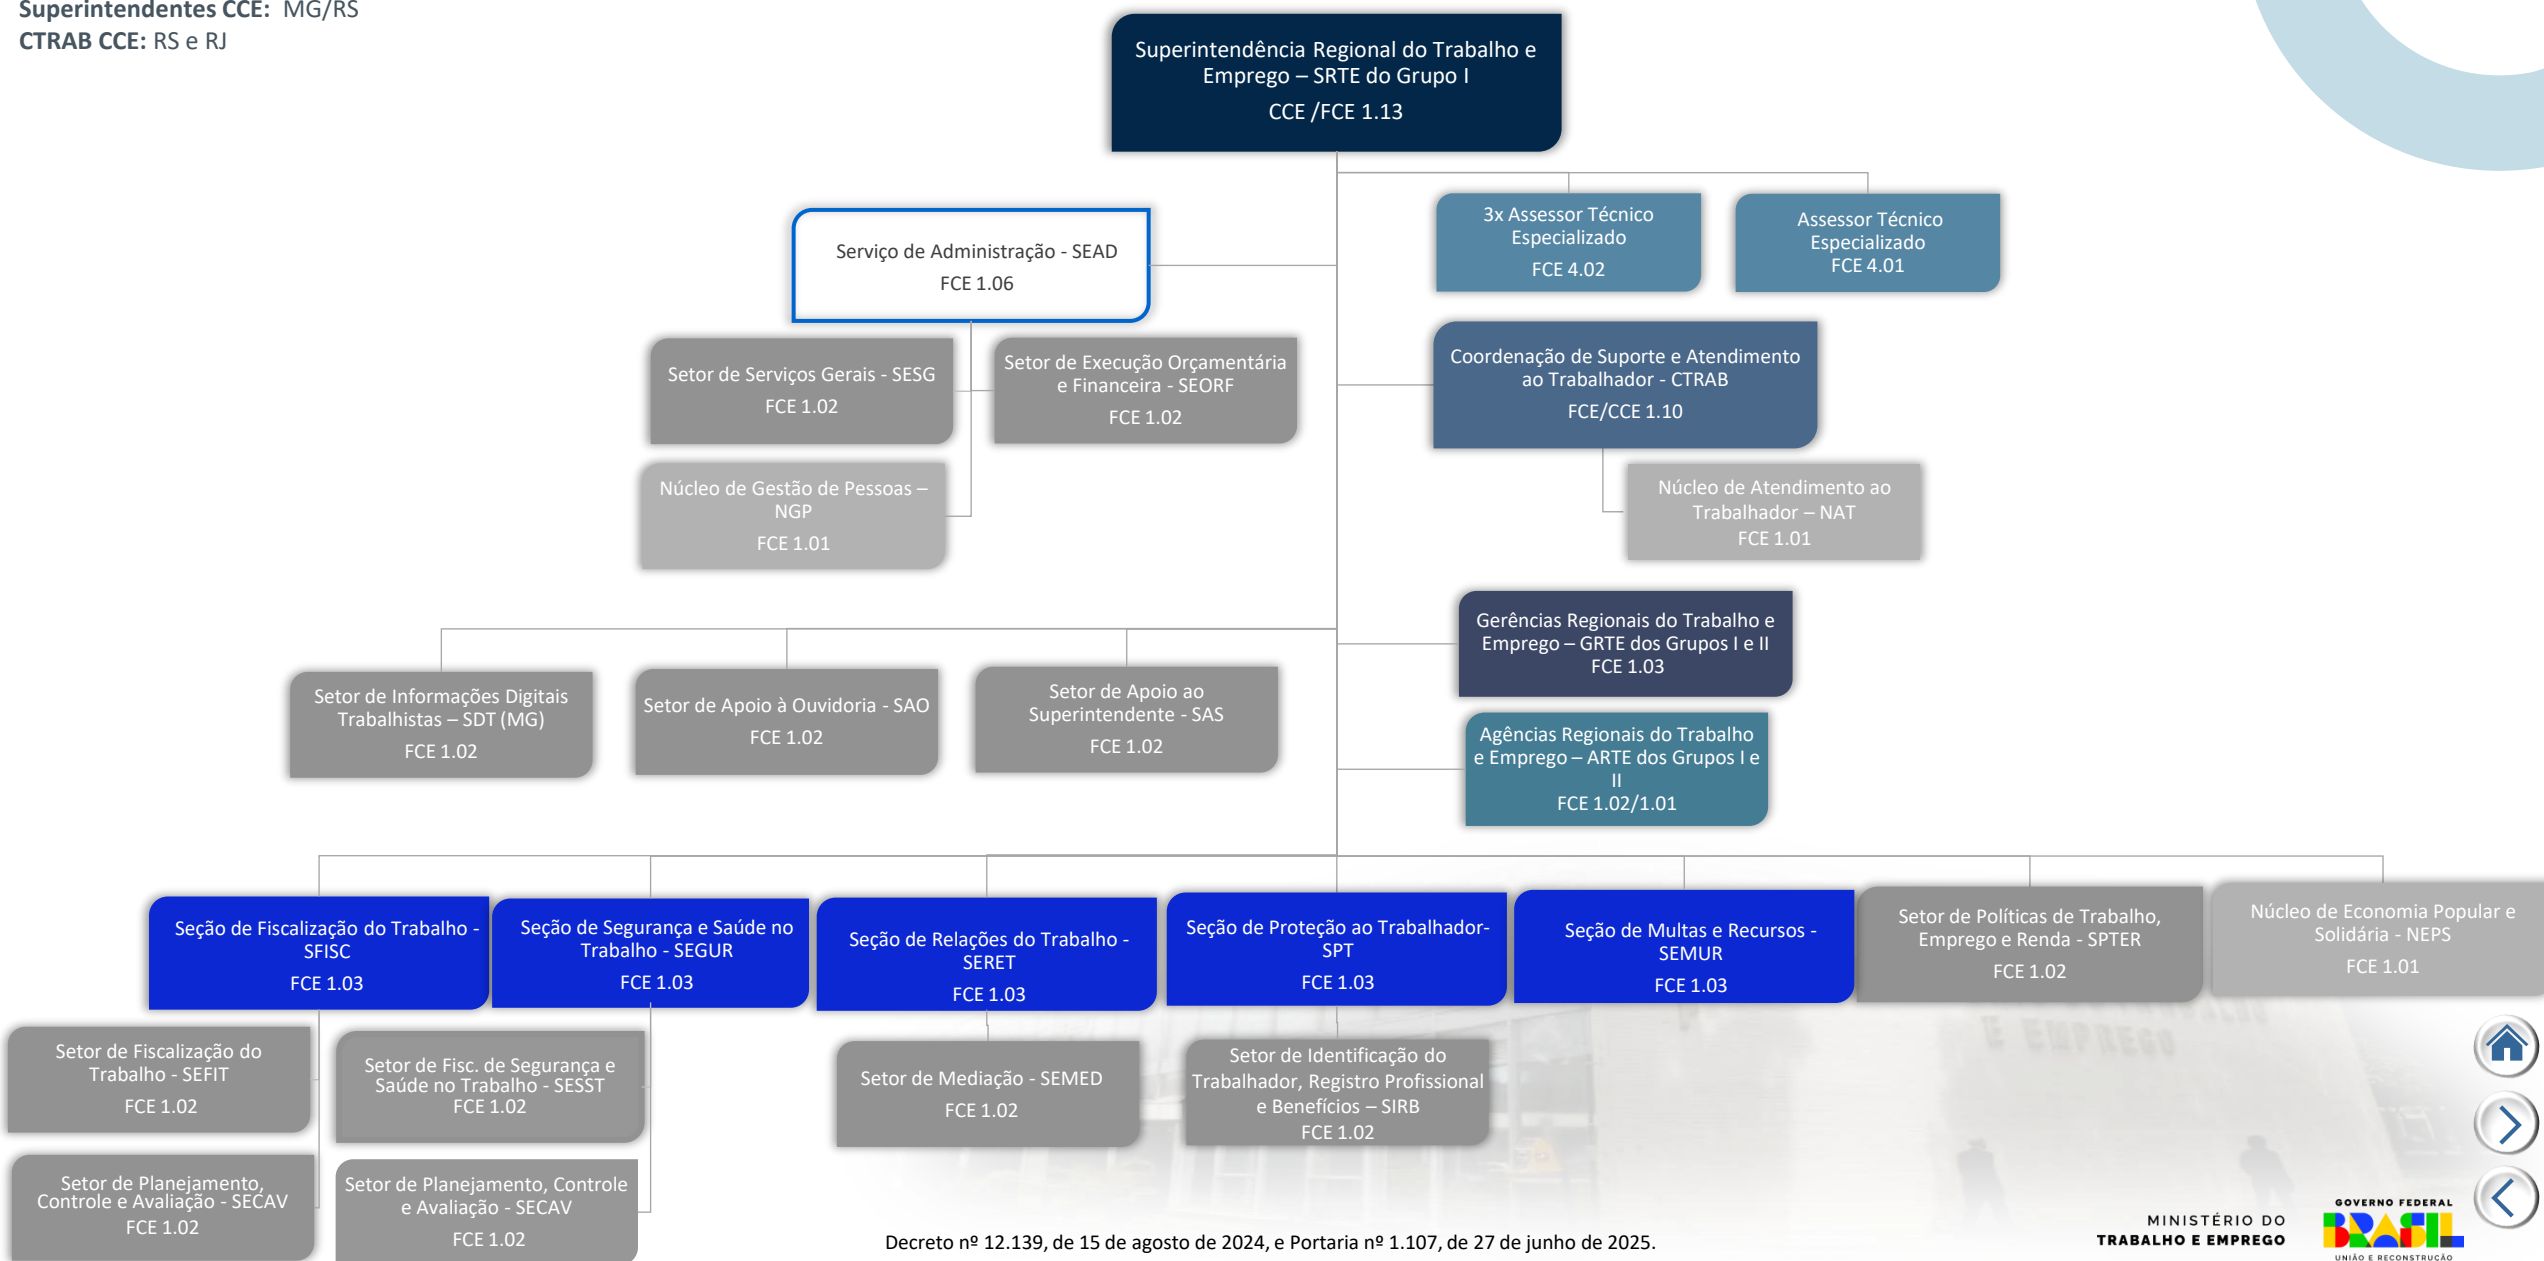 Superintendentes CCE: MG/RS
CTRAB CCE: RS e RJ
Superintendência Regional do Trabalho e
Emprego – SRTE do Grupo I
CCE /FCE 1.13
3x Assessor Técnico
Especializado
FCE 4.02
Assessor Técnico
Especializado
FCE 4.01
Serviço de Administração - SEAD
FCE 1.06
Setor de Serviços Gerais - SESG
FCE 1.02
Setor de Execução Orçamentária
e Financeira - SEORF
FCE 1.02
Coordenação de Suporte e Atendimento
ao Trabalhador - CTRAB
FCE/CCE 1.10
Núcleo de Gestão de Pessoas –
NGP
FCE 1.01
Núcleo de Atendimento ao
Trabalhador – NAT
FCE 1.01
Gerências Regionais do Trabalho e
Emprego – GRTE dos Grupos I e II
FCE 1.03
Setor de Informações Digitais
Trabalhistas – SDT (MG)
FCE 1.02
Setor de Apoio à Ouvidoria - SAO
FCE 1.02
Setor de Apoio ao
Superintendente - SAS
FCE 1.02
Agências Regionais do Trabalho
e Emprego – ARTE dos Grupos I e
II
FCE 1.02/1.01
Seção de Fiscalização do Trabalho -
SFISC
FCE 1.03
Seção de Segurança e Saúde no
Trabalho - SEGUR
FCE 1.03
Seção de Relações do Trabalho -
SERET
FCE 1.03
Seção de Proteção ao Trabalhador-
SPT
FCE 1.03
Seção de Multas e Recursos -
SEMUR
FCE 1.03
Setor de Políticas de Trabalho,
Emprego e Renda - SPTER
FCE 1.02
Núcleo de Economia Popular e
Solidária - NEPS
FCE 1.01
Setor de Fiscalização do
Trabalho - SEFIT
FCE 1.02
Setor de Fisc. de Segurança e
Saúde no Trabalho - SESST
FCE 1.02
Setor de Mediação - SEMED
FCE 1.02
Setor de Identificação do
Trabalhador, Registro Profissional
e Benefícios – SIRB
FCE 1.02
Setor de Planejamento,
Controle e Avaliação - SECAV
FCE 1.02
Setor de Planejamento, Controle
e Avaliação - SECAV
FCE 1.02
E EMPREGO
Decreto nº 12.139, de 15 de agosto de 2024, e Portaria nº 1.107, de 27 de junho de 2025.
MINISTÉRIO DO
TRABALHO E EMPREGO
GOVERNO FEDERAL
BRASIL
UNIÃO E RECONSTRUÇÃO